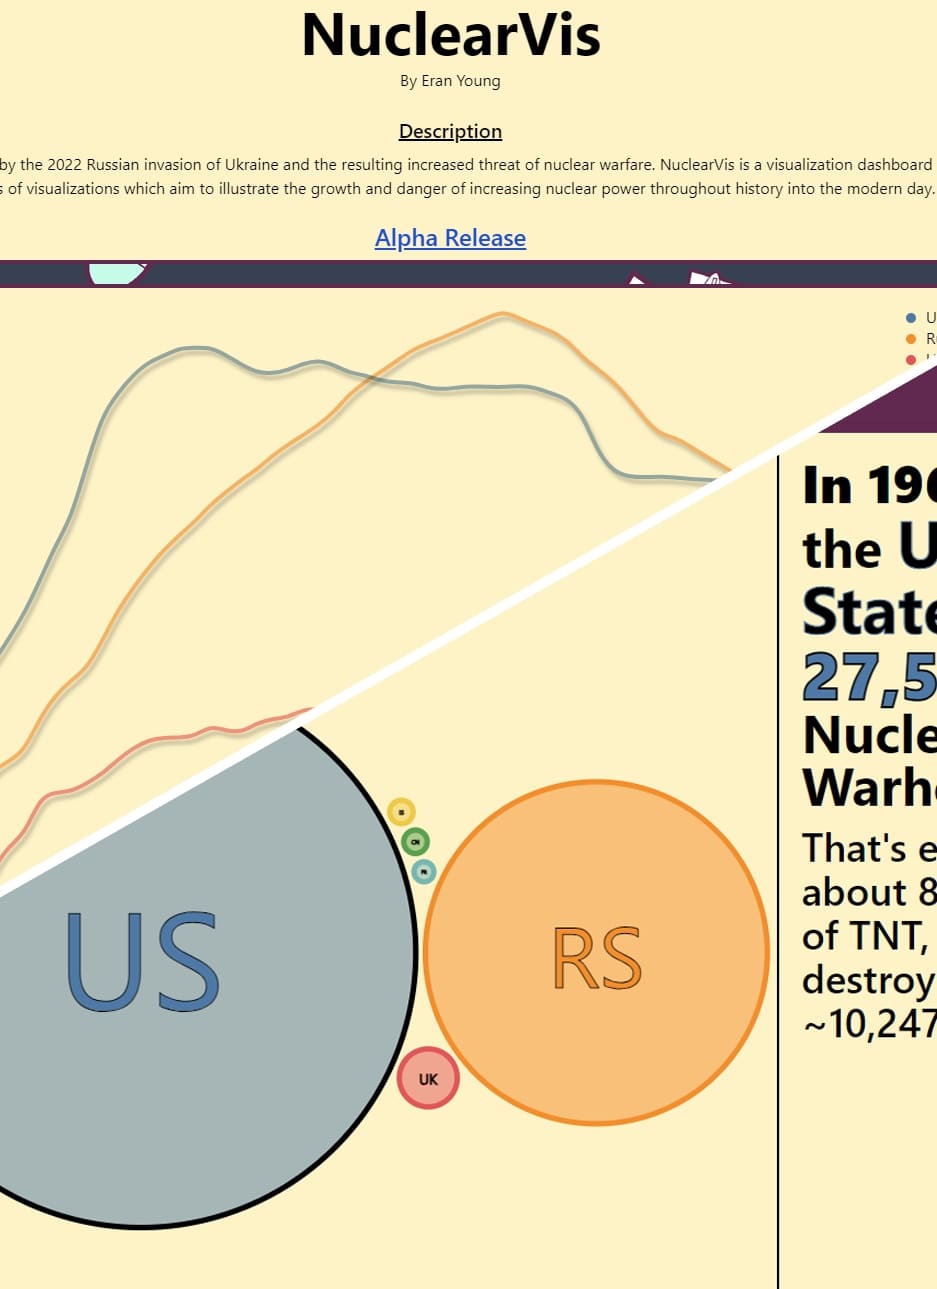 NuclearVis
By Eran Young
Description
by the 2022 Russian invasion of Ukraine and the resulting increased threat of nuclear warfare. NuclearVis is a visualization dashboard
s of visualizations which aim to illustrate the growth and danger of increasing nuclear power throughout history into the modern day.
Alpha Release
U
R
In 196
the U
State
27,5
Nucle
Warh
That's e
about 8
of TNT,
destroy
~10,247
CN
US
RS
UK